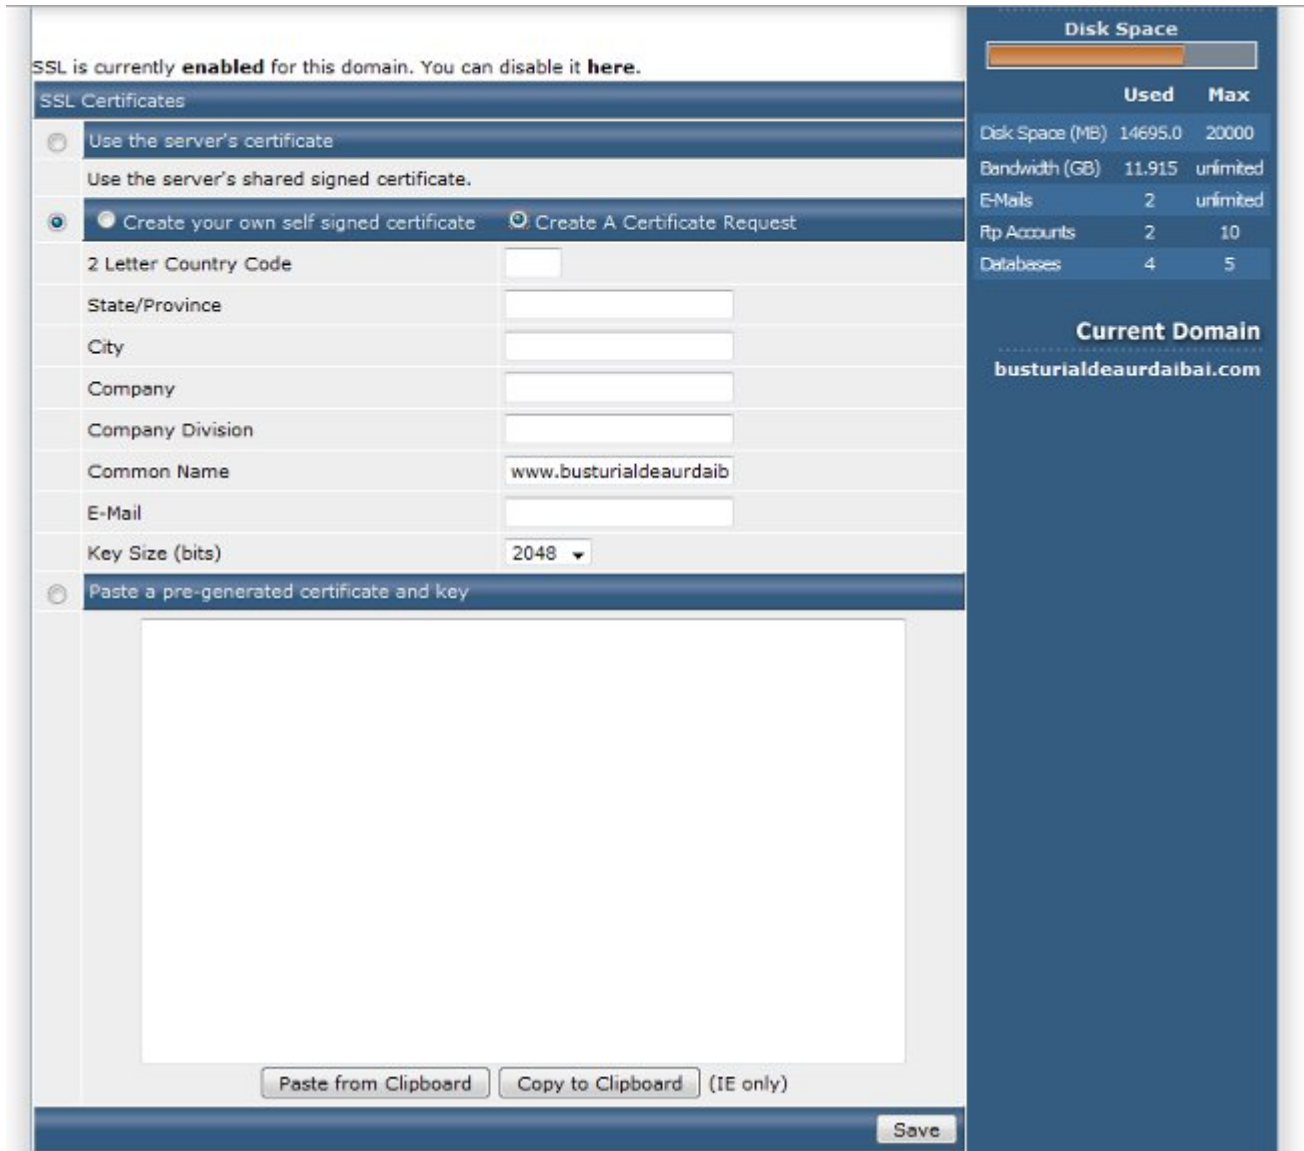 SSL is currently enabled for this domain. You can disable it here.
SSL Certificates
Use the server's certificate
Use the server's shared signed certificate.
Create your own self signed certificate Create A Certificate Request
2 Letter Country Code
State/Province
City
Company
Company Division
Common Name www.busturialdeaurdaib
E-Mail
Key Size (bits) 2048
Paste a pre-generated certificate and key
Paste from Clipboard Copy to Clipboard (IE only)
Save
Disk Space
Used Max
Disk Space (MB) 14695.0 20000
Bandwidth (GB) 11.915 unlimited
E-Mails 2 unlimited
Ftp Accounts 2 10
Databases 4 5
Current Domain
busturialdeaurdaibai.com